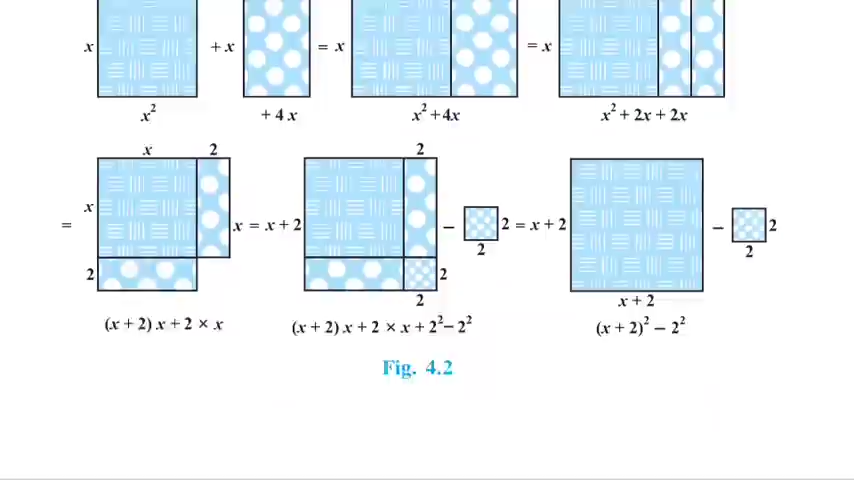 x + x = x = x
x² + 4x x² + 4x x² + 2x + 2x
x 2 2
= x x = x + 2 – 2 = x + 2 – 2
2 2 2 2
2 x + 2
(x + 2) x + 2 × x (x + 2) x + 2 × x + 2² – 2² (x + 2)² – 2²
Fig. 4.2